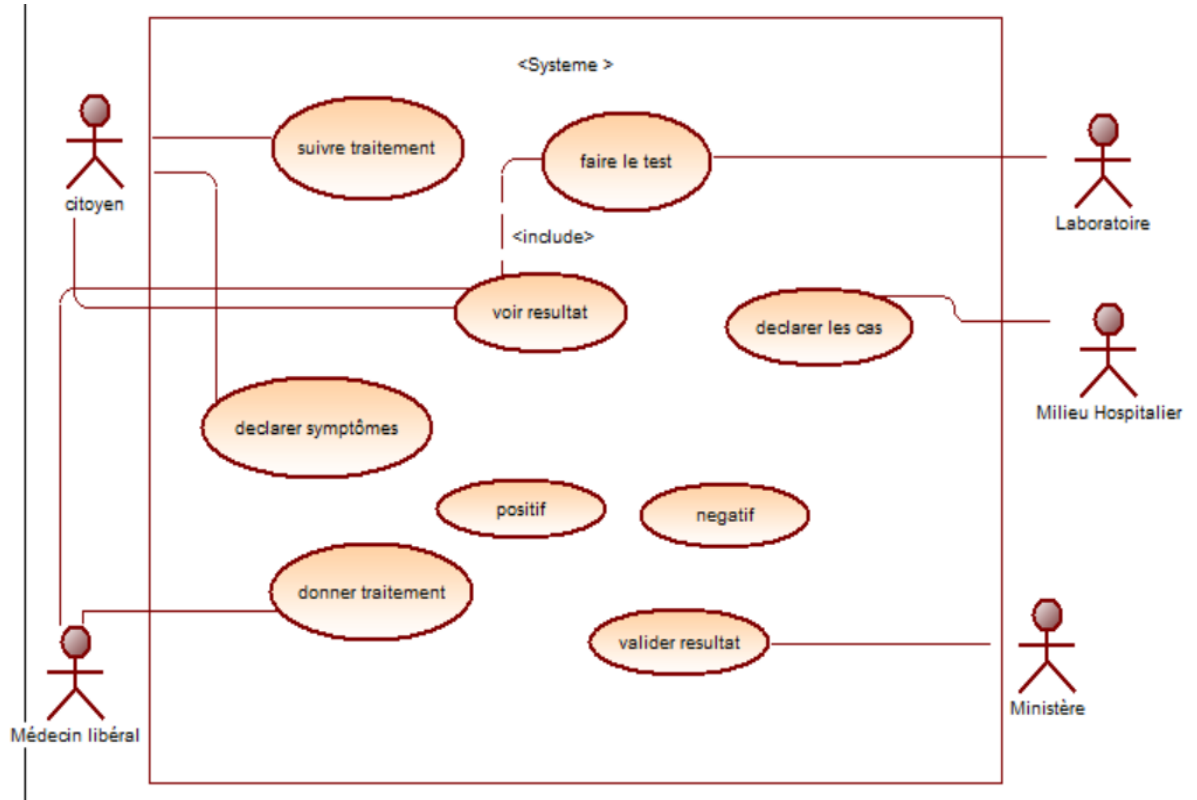 <Systeme >
suivre traitement
faire le test
citoyen
Laboratoire
<include>
voir resultat
declarer les cas
Milieu Hospitalier
declarer symptômes
positif
negatif
donner traitement
valider resultat
Ministère
Médecin libéral